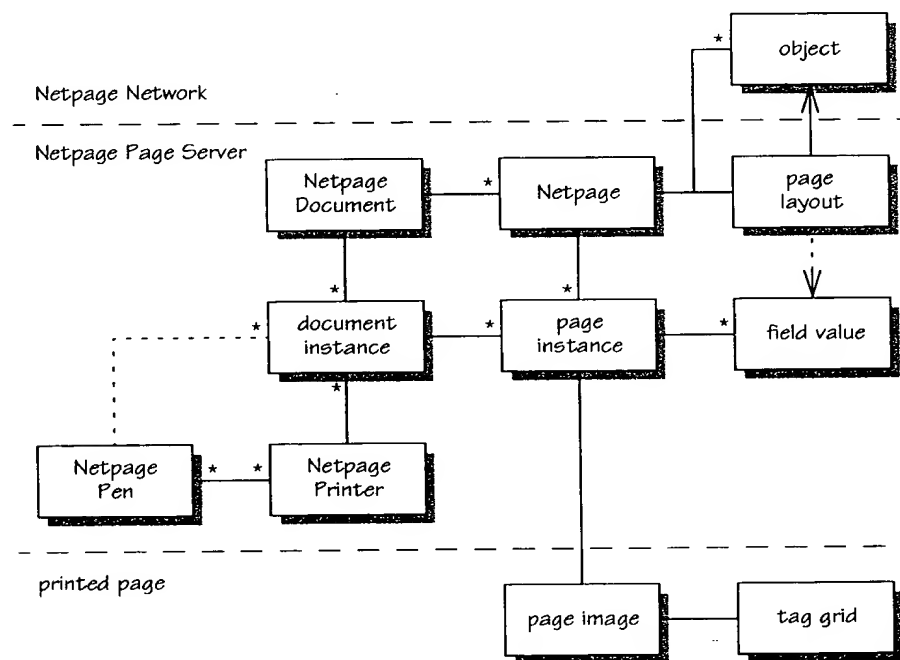 *
object
Netpage Network
Netpage Page Server
Netpage
Document
*
Netpage
page
layout
*
*
*
document
instance
*
page
instance
*
field value
*
Netpage
Pen
*
*
Netpage
Printer
printed page
page image
tag grid